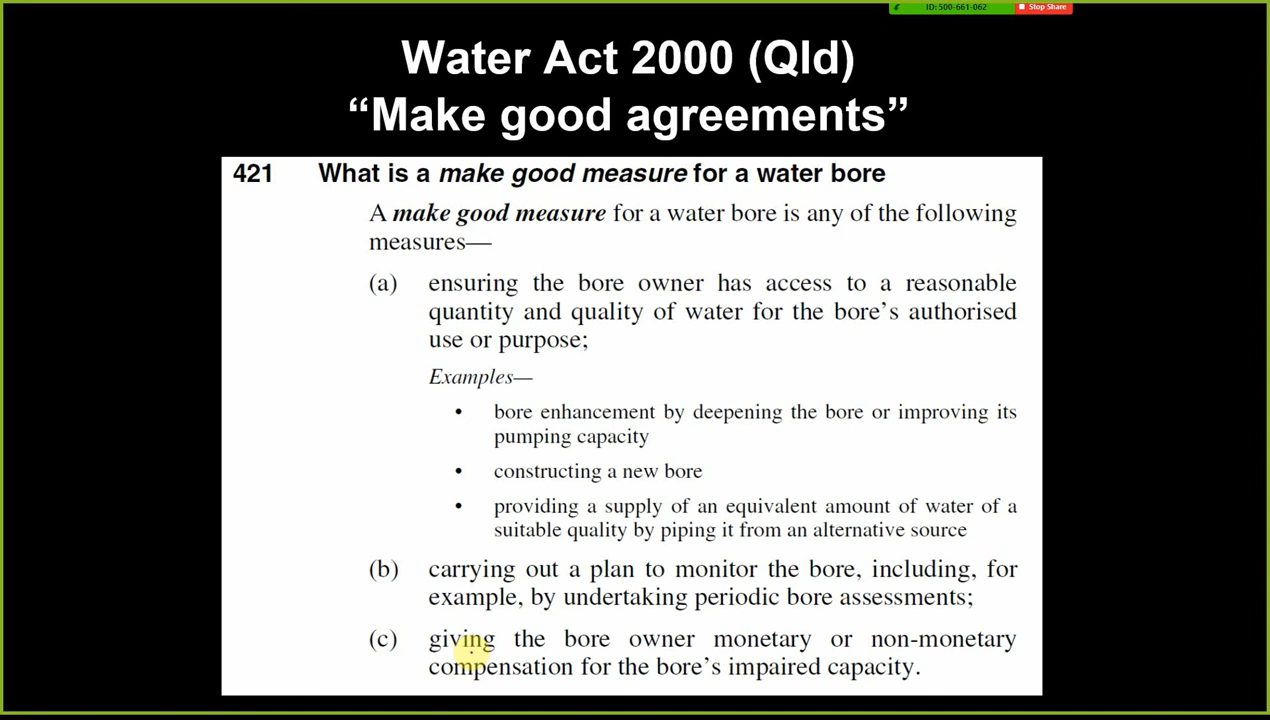 ID: 500-661-062
Stop Share
Water Act 2000 (Qld)
“Make good agreements”
421 What is a make good measure for a water bore
A make good measure for a water bore is any of the following
measures—
(a) ensuring the bore owner has access to a reasonable
quantity and quality of water for the bore’s authorised
use or purpose;
Examples—
• bore enhancement by deepening the bore or improving its
pumping capacity
• constructing a new bore
• providing a supply of an equivalent amount of water of a
suitable quality by piping it from an alternative source
(b) carrying out a plan to monitor the bore, including, for
example, by undertaking periodic bore assessments;
(c) giving the bore owner monetary or non-monetary
compensation for the bore’s impaired capacity.